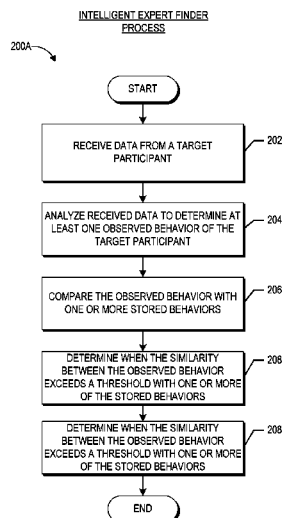 INTELLIGENT EXPERT FINDER
PROCESS
200A
START
RECEIVE DATA FROM A TARGET
PARTICIPANT
202
ANALYZE RECEIVED DATA TO DETERMINE AT
LEAST ONE OBSERVED BEHAVIOR OF THE
TARGET PARTICIPANT
204
COMPARE THE OBSERVED BEHAVIOR WITH
ONE OR MORE STORED BEHAVIORS
206
DETERMINE WHEN THE SIMILARITY
BETWEEN THE OBSERVED BEHAVIOR
EXCEEDS A THRESHOLD WITH ONE OR MORE
OF THE STORED BEHAVIORS
208
DETERMINE WHEN THE SIMILARITY
BETWEEN THE OBSERVED BEHAVIOR
EXCEEDS A THRESHOLD WITH ONE OR MORE
OF THE STORED BEHAVIORS
208
END